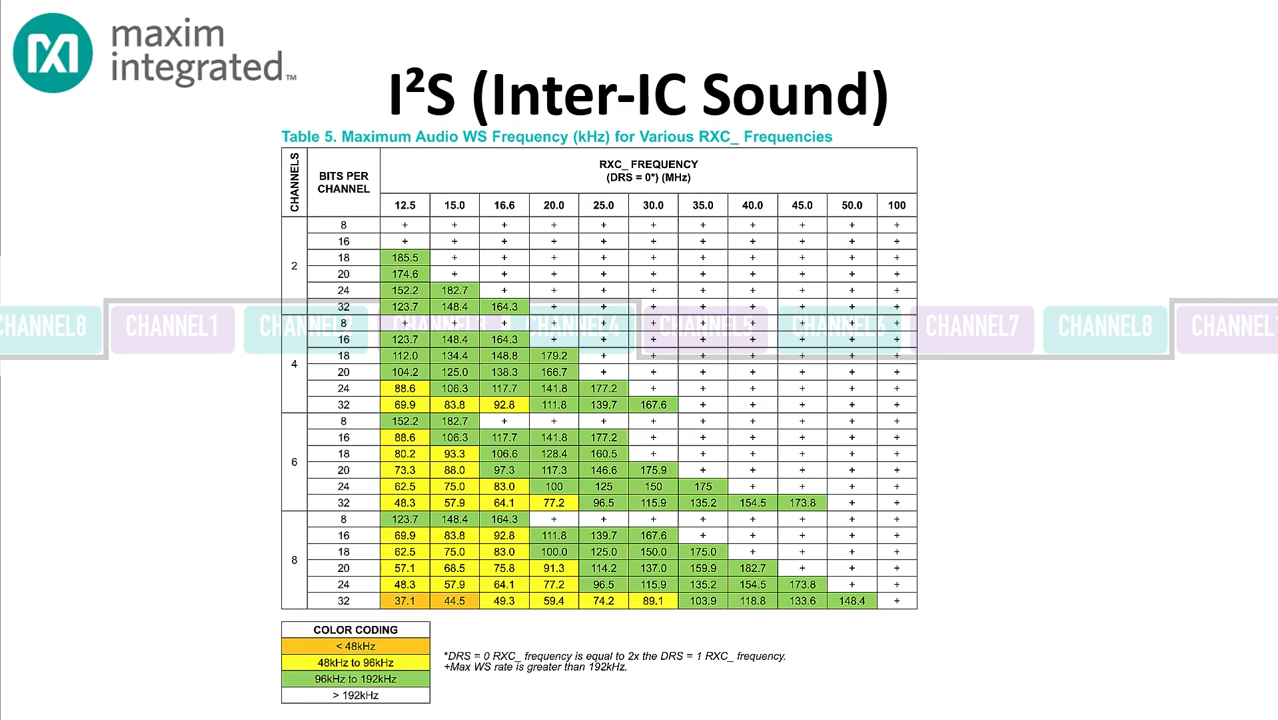 maxim
integrated™
I²S (Inter-IC Sound)
Table 5. Maximum Audio WS Frequency (kHz) for Various RXC_ Frequencies
CHANNELS
BITS PER
CHANNEL
RXC_ FREQUENCY
(DRS = 0*) (MHz)
12.5 15.0 16.6 20.0 25.0 30.0 35.0 40.0 45.0 50.0 100
2
8 + + + + + + + + + + +
16 + + + + + + + + + + +
18 185.5 + + + + + + + + + +
20 174.6 + + + + + + + + + +
24 152.2 182.7 + + + + + + + + +
32 123.7 148.4 164.3 + + + + + + + +
4
8 + + + + + + + + + + +
16 123.7 148.4 164.3 + + + + + + + +
18 112.0 134.4 148.8 179.2 + + + + + + +
20 104.2 125.0 138.3 166.7 + + + + + + +
24 88.6 106.3 117.7 141.8 177.2 + + + + + +
32 69.9 83.8 92.8 111.8 139.7 167.6 + + + + +
6
8 152.2 182.7 + + + + + + + + +
16 88.6 106.3 117.7 141.8 177.2 + + + + + +
18 80.2 93.3 106.6 128.4 160.5 + + + + + +
20 73.3 88.0 97.3 117.3 146.6 175.9 + + + + +
24 62.5 75.0 83.0 100 125 150 175 + + + +
32 48.3 57.9 64.1 77.2 96.5 115.9 135.2 154.5 173.8 + +
8
8 123.7 148.4 164.3 + + + + + + + +
16 69.9 83.8 92.8 111.8 139.7 167.6 + + + + +
18 62.5 75.0 83.0 100.0 125.0 150.0 175.0 + + + +
20 57.1 68.5 75.8 91.3 114.2 137.0 159.9 182.7 + + +
24 48.3 57.9 64.1 77.2 96.5 115.9 135.2 154.5 173.8 + +
32 37.1 44.5 49.3 59.4 74.2 89.1 103.9 118.8 133.6 148.4 +
CHANNEL8 CHANNEL1 CHANNEL2 CHANNEL3 CHANNEL4 CHANNEL5 CHANNEL6 CHANNEL7 CHANNEL8 CHANNEL1
COLOR CODING
< 48kHz
48kHz to 96kHz
96kHz to 192kHz
> 192kHz
*DRS = 0 RXC_ frequency is equal to 2x the DRS = 1 RXC_ frequency.
+Max WS rate is greater than 192kHz.